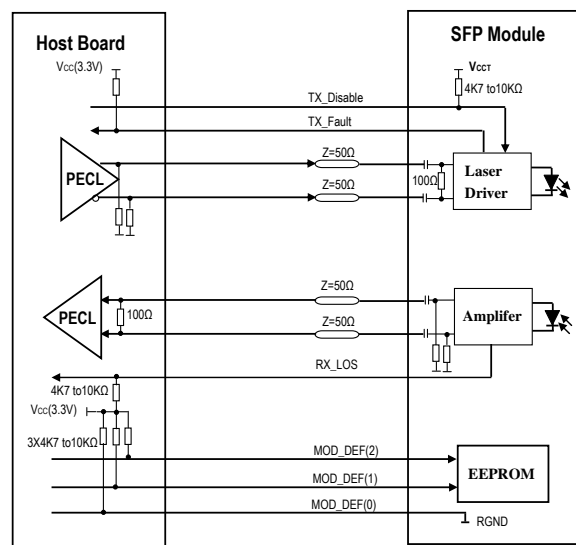 Host Board
SFP Module
Vcc(3.3V)
VCCT
4K7 to10KΩ
TX_Disable
TX_Fault
PECL
Z=50Ω
Z=50Ω
100Ω
Laser
Driver
PECL
100Ω
Z=50Ω
Z=50Ω
Amplifer
RX_LOS
4K7 to10KΩ
Vcc(3.3V)
3X4K7 to10KΩ
MOD_DEF(2)
MOD_DEF(1)
MOD_DEF(0)
EEPROM
RGND